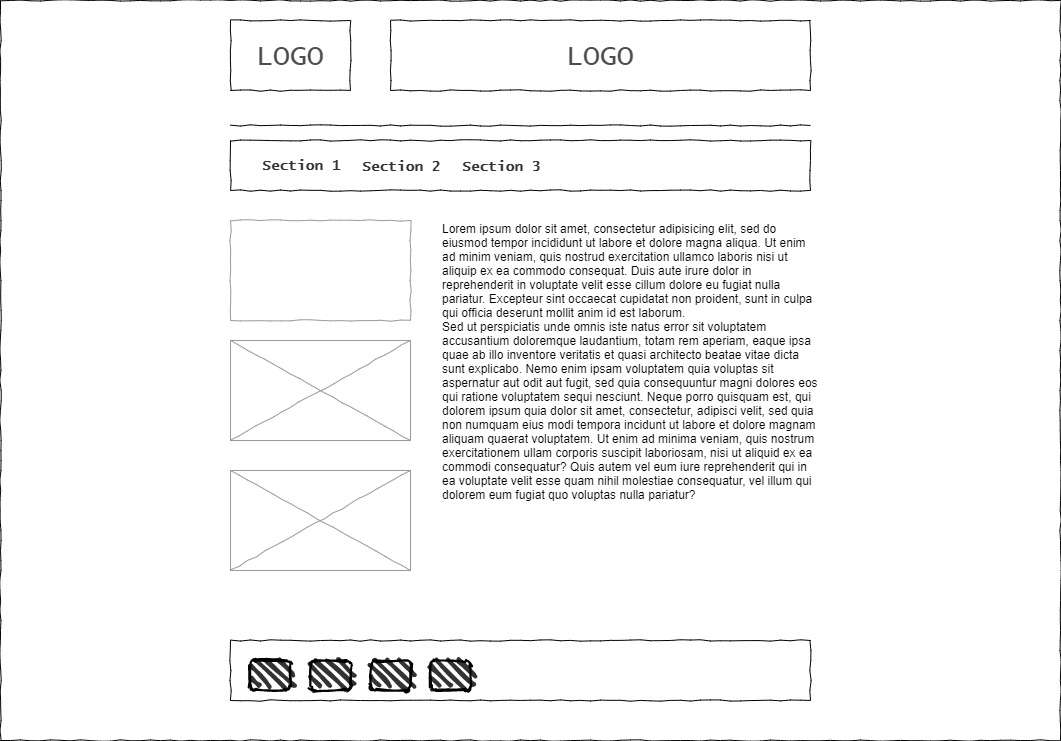 LOGO
LOGO
Section 1 Section 2 Section 3
Lorem ipsum dolor sit amet, consectetur adipisicing elit, sed do
eiusmod tempor incididunt ut labore et dolore magna aliqua. Ut enim
ad minim veniam, quis nostrud exercitation ullamco laboris nisi ut
aliquip ex ea commodo consequat. Duis aute irure dolor in
reprehenderit in voluptate velit esse cillum dolore eu fugiat nulla
pariatur. Excepteur sint occaecat cupidatat non proident, sunt in culpa
qui officia deserunt mollit anim id est laborum.
Sed ut perspiciatis unde omnis iste natus error sit voluptatem
accusantium doloremque laudantium, totam rem aperiam, eaque ipsa
quae ab illo inventore veritatis et quasi architecto beatae vitae dicta
sunt explicabo. Nemo enim ipsam voluptatem quia voluptas sit
aspernatur aut odit aut fugit, sed quia consequuntur magni dolores eos
qui ratione voluptatem sequi nesciunt. Neque porro quisquam est, qui
dolorem ipsum quia dolor sit amet, consectetur, adipisci velit, sed quia
non numquam eius modi tempora incidunt ut labore et dolore magnam
aliquam quaerat voluptatem. Ut enim ad minima veniam, quis nostrum
exercitationem ullam corporis suscipit laboriosam, nisi ut aliquid ex ea
commodi consequatur? Quis autem vel eum iure reprehenderit qui in
ea voluptate velit esse quam nihil molestiae consequatur, vel illum qui
dolorem eum fugiat quo voluptas nulla pariatur?